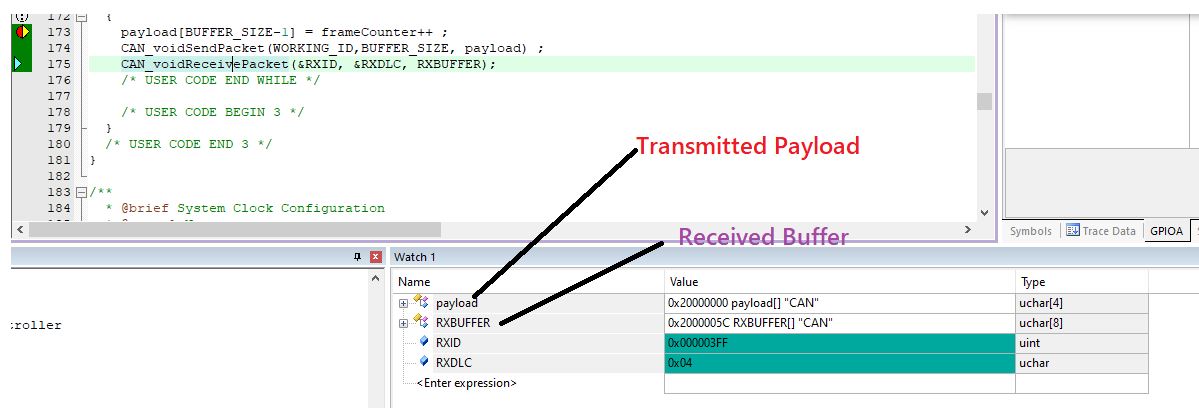 172 {
173 payload[BUFFER_SIZE-1] = frameCounter++ ;
174 CAN_voidSendPacket(WORKING_ID,BUFFER_SIZE, payload) ;
175 CAN_voidReceivePacket(&RXID, &RXDLC, RXBUFFER);
176 /* USER CODE END WHILE */
177
178 /* USER CODE BEGIN 3 */
179 }
180 /* USER CODE END 3 */
181 }
182
183 /**
184 * @brief System Clock Configuration
Transmitted Payload
Received Buffer
Symbols Trace Data GPIOA
Watch 1
Name Value Type
payload 0x20000000 payload[] "CAN" uchar[4]
RXBUFFER 0x2000005C RXBUFFER[] "CAN" uchar[8]
RXID 0x000003FF uint
RXDLC 0x04 uchar
<Enter expression>
troller